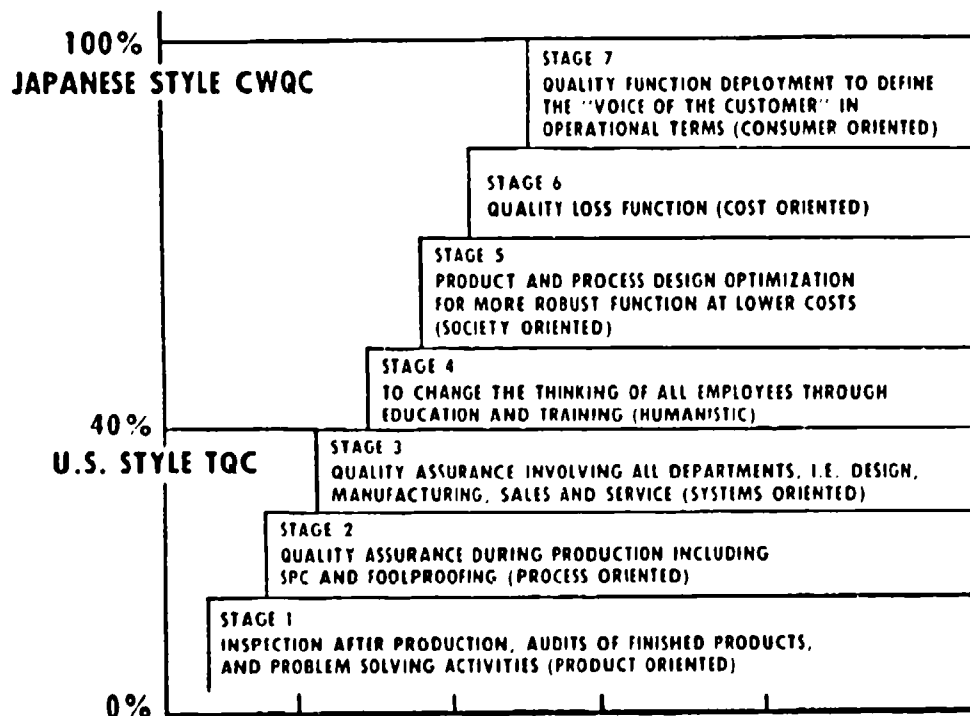 100%
JAPANESE STYLE CWQC
STAGE 7
QUALITY FUNCTION DEPLOYMENT TO DEFINE
THE "VOICE OF THE CUSTOMER" IN
OPERATIONAL TERMS (CONSUMER ORIENTED)
STAGE 6
QUALITY LOSS FUNCTION (COST ORIENTED)
STAGE 5
PRODUCT AND PROCESS DESIGN OPTIMIZATION
FOR MORE ROBUST FUNCTION AT LOWER COSTS
(SOCIETY ORIENTED)
STAGE 4
TO CHANGE THE THINKING OF ALL EMPLOYEES THROUGH
EDUCATION AND TRAINING (HUMANISTIC)
40%
U.S. STYLE TQC
STAGE 3
QUALITY ASSURANCE INVOLVING ALL DEPARTMENTS, I.E. DESIGN,
MANUFACTURING, SALES AND SERVICE (SYSTEMS ORIENTED)
STAGE 2
QUALITY ASSURANCE DURING PRODUCTION INCLUDING
SPC AND FOOLPROOFING (PROCESS ORIENTED)
STAGE 1
INSPECTION AFTER PRODUCTION, AUDITS OF FINISHED PRODUCTS,
AND PROBLEM SOLVING ACTIVITIES (PRODUCT ORIENTED)
0%